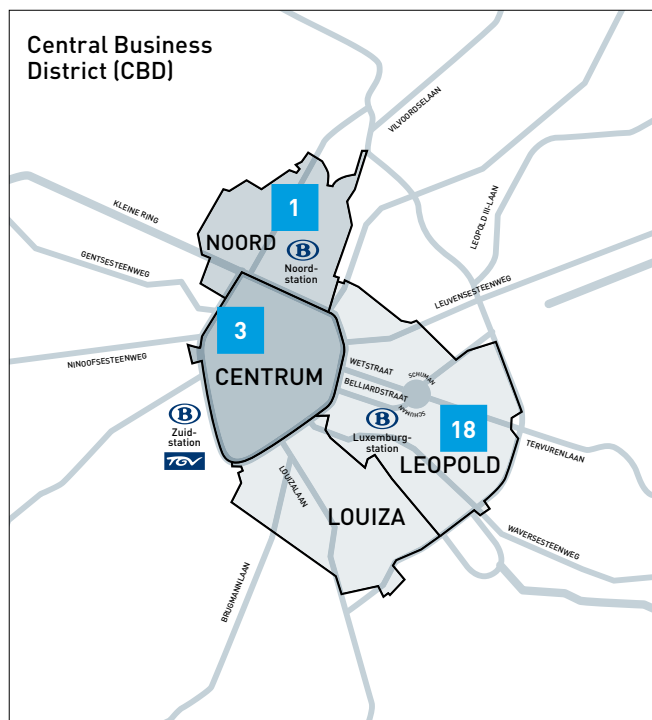 Central Business
District (CBD)
VILVOORDSELAAN
KLEINE RING
1
NOORD
B
Noord-
station
LEOPOLD III-LAAN
GENTSESTEENWEG
LEUVENSESTEENWEG
3
NINOOFSESTEENWEG
CENTRUM
WETSTRAAT
SCHUMAN
BELLIARDSTRAAT
SCHUMAN
B
Zuid-
station
TGV
B
Luxemburg-
station
18
LEOPOLD
TERVURENLAAN
LOUIZALAAN
LOUIZA
WAVERSESTEENWEG
BRUGMANNLAAN